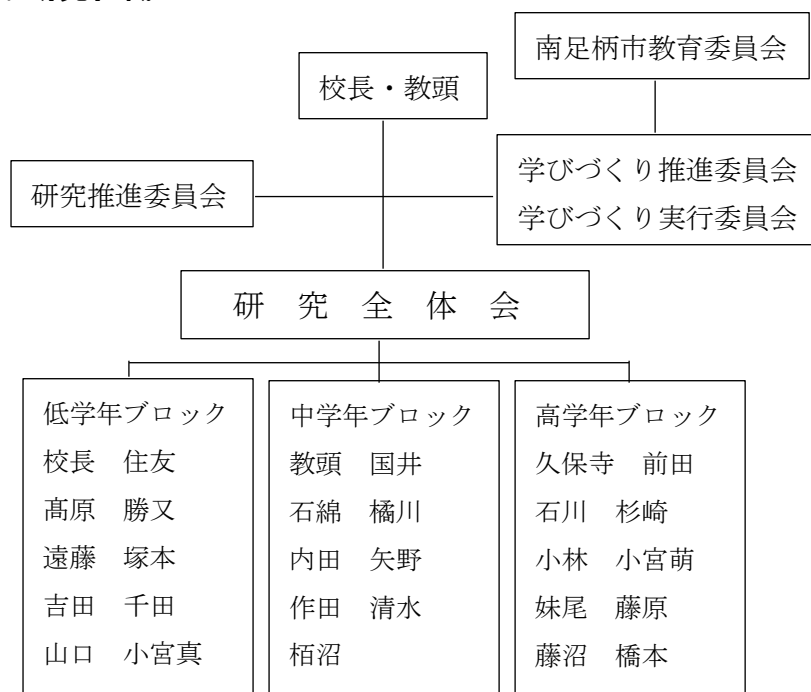 南足柄市教育委員会
校長・教頭
研究推進委員会
学びづくり推進委員会
学びづくり実行委員会
研　究　全　体　会
低学年ブロック
校長　住友
髙原　勝又
遠藤　塚本
吉田　千田
山口　小宮真
中学年ブロック
教頭　国井
石綿　橘川
内田　矢野
作田　清水
栢沼
高学年ブロック
久保寺　前田
石川　杉崎
小林　小宮萌
妹尾　藤原
藤沼　橋本